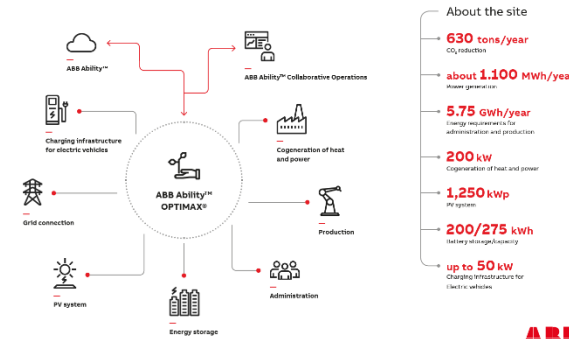 ABB Ability™
ABB Ability™ Collaborative Operations
Charging infrastructure
for electric vehicles
Cogeneration of heat
and power
ABB Ability™
OPTIMAX®
Grid connection
Production
PV system
Administration
Energy storage
About the site
630 tons/year
CO₂ reduction
about 1.100 MWh/yea
Power generation
5.75 GWh/year
Energy requirements for
administration and production
200 kW
Cogeneration of heat and power
1,250 kWp
PV system
200/275 kWh
Battery storage/capacity
up to 50 kW
Charging infrastructure for
Electric vehicles